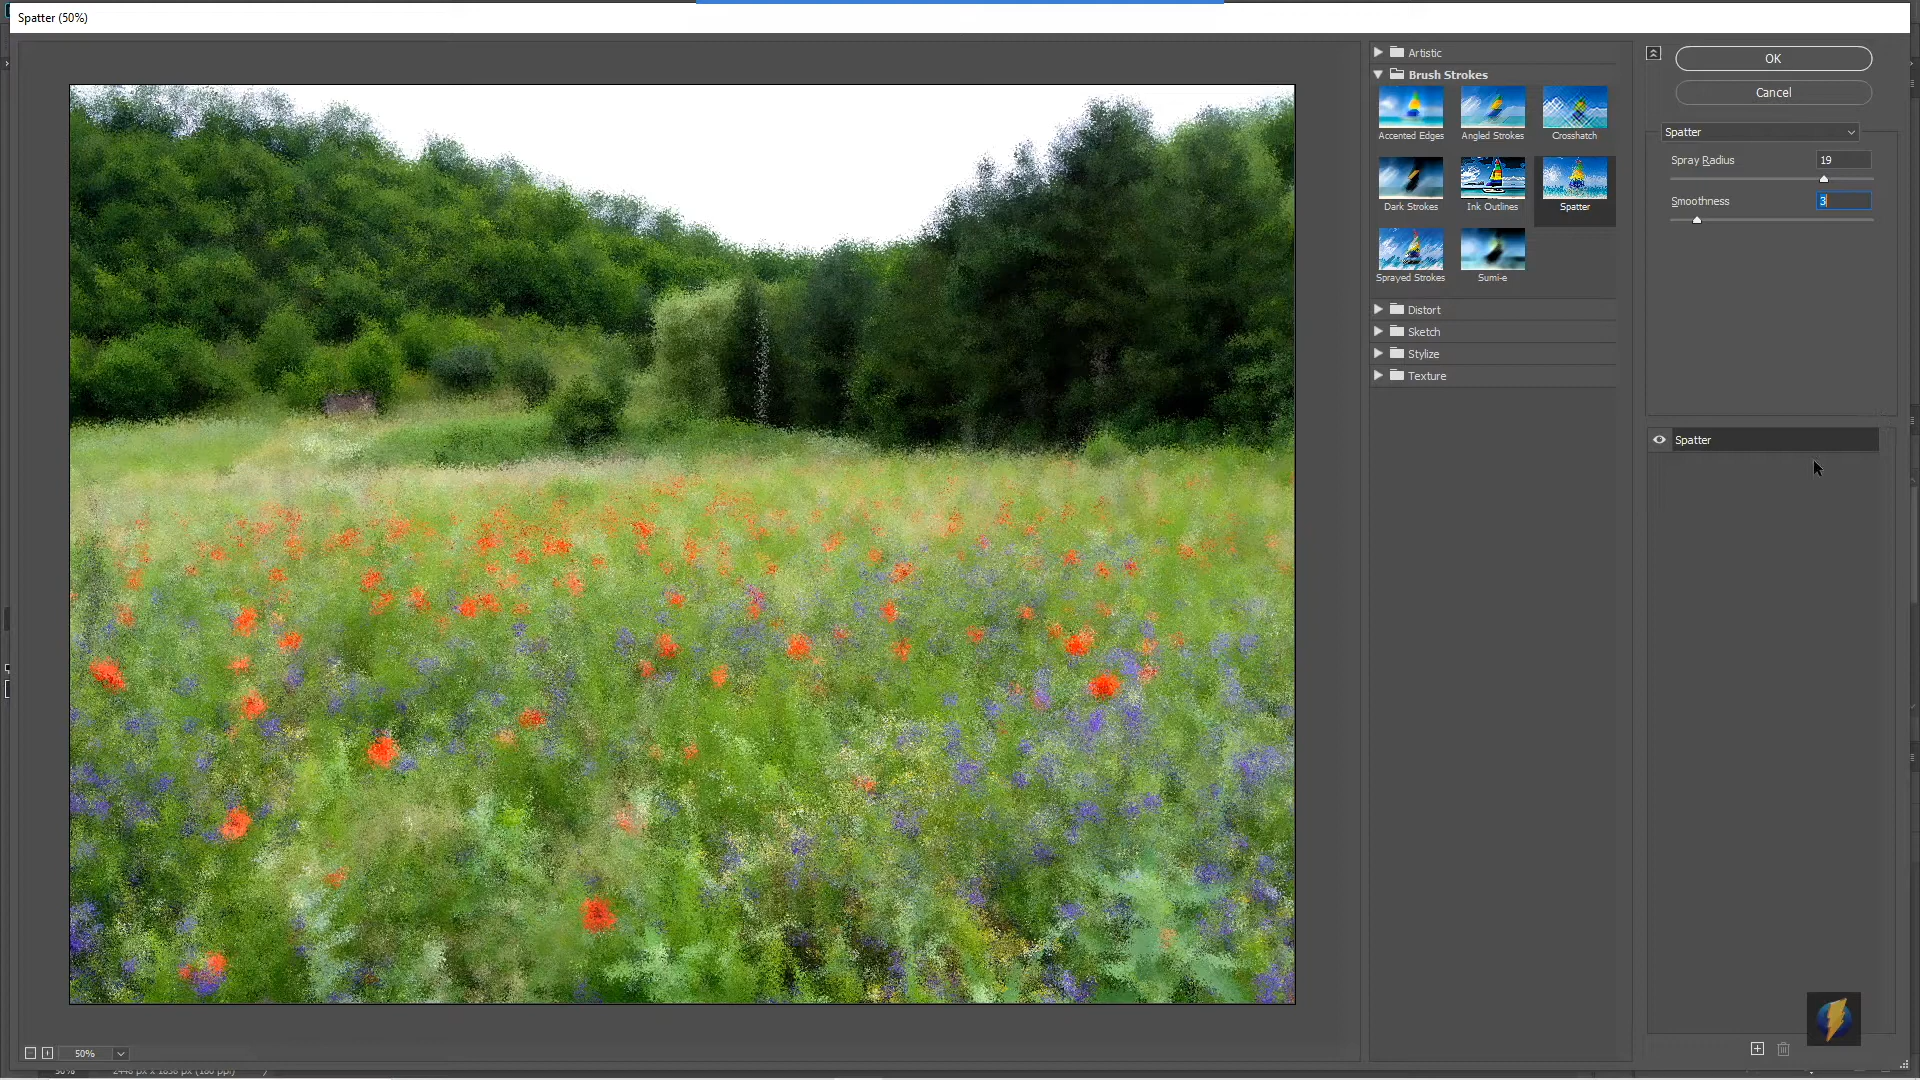 Spatter (50%)
Artistic
Brush Strokes
Accented Edges
Angled Strokes
Crosshatch
Dark Strokes
Ink Outlines
Spatter
Sprayed Strokes
Sumi-e
Distort
Sketch
Stylize
Texture
OK
Cancel
Spatter
Spray Radius 19
Smoothness 3
Spatter
50%